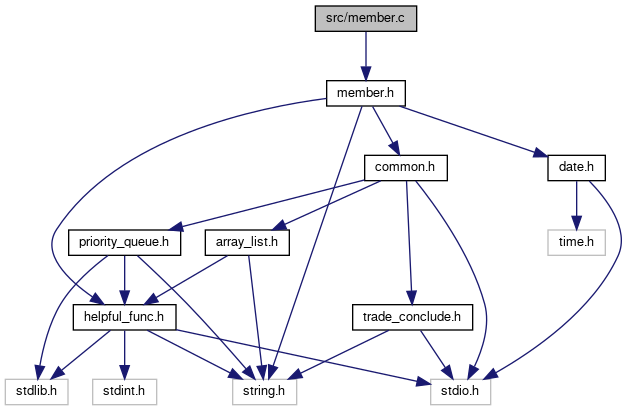 src/member.c
member.h
common.h
date.h
priority_queue.h
array_list.h
time.h
helpful_func.h
trade_conclude.h
stdlib.h
stdint.h
string.h
stdio.h